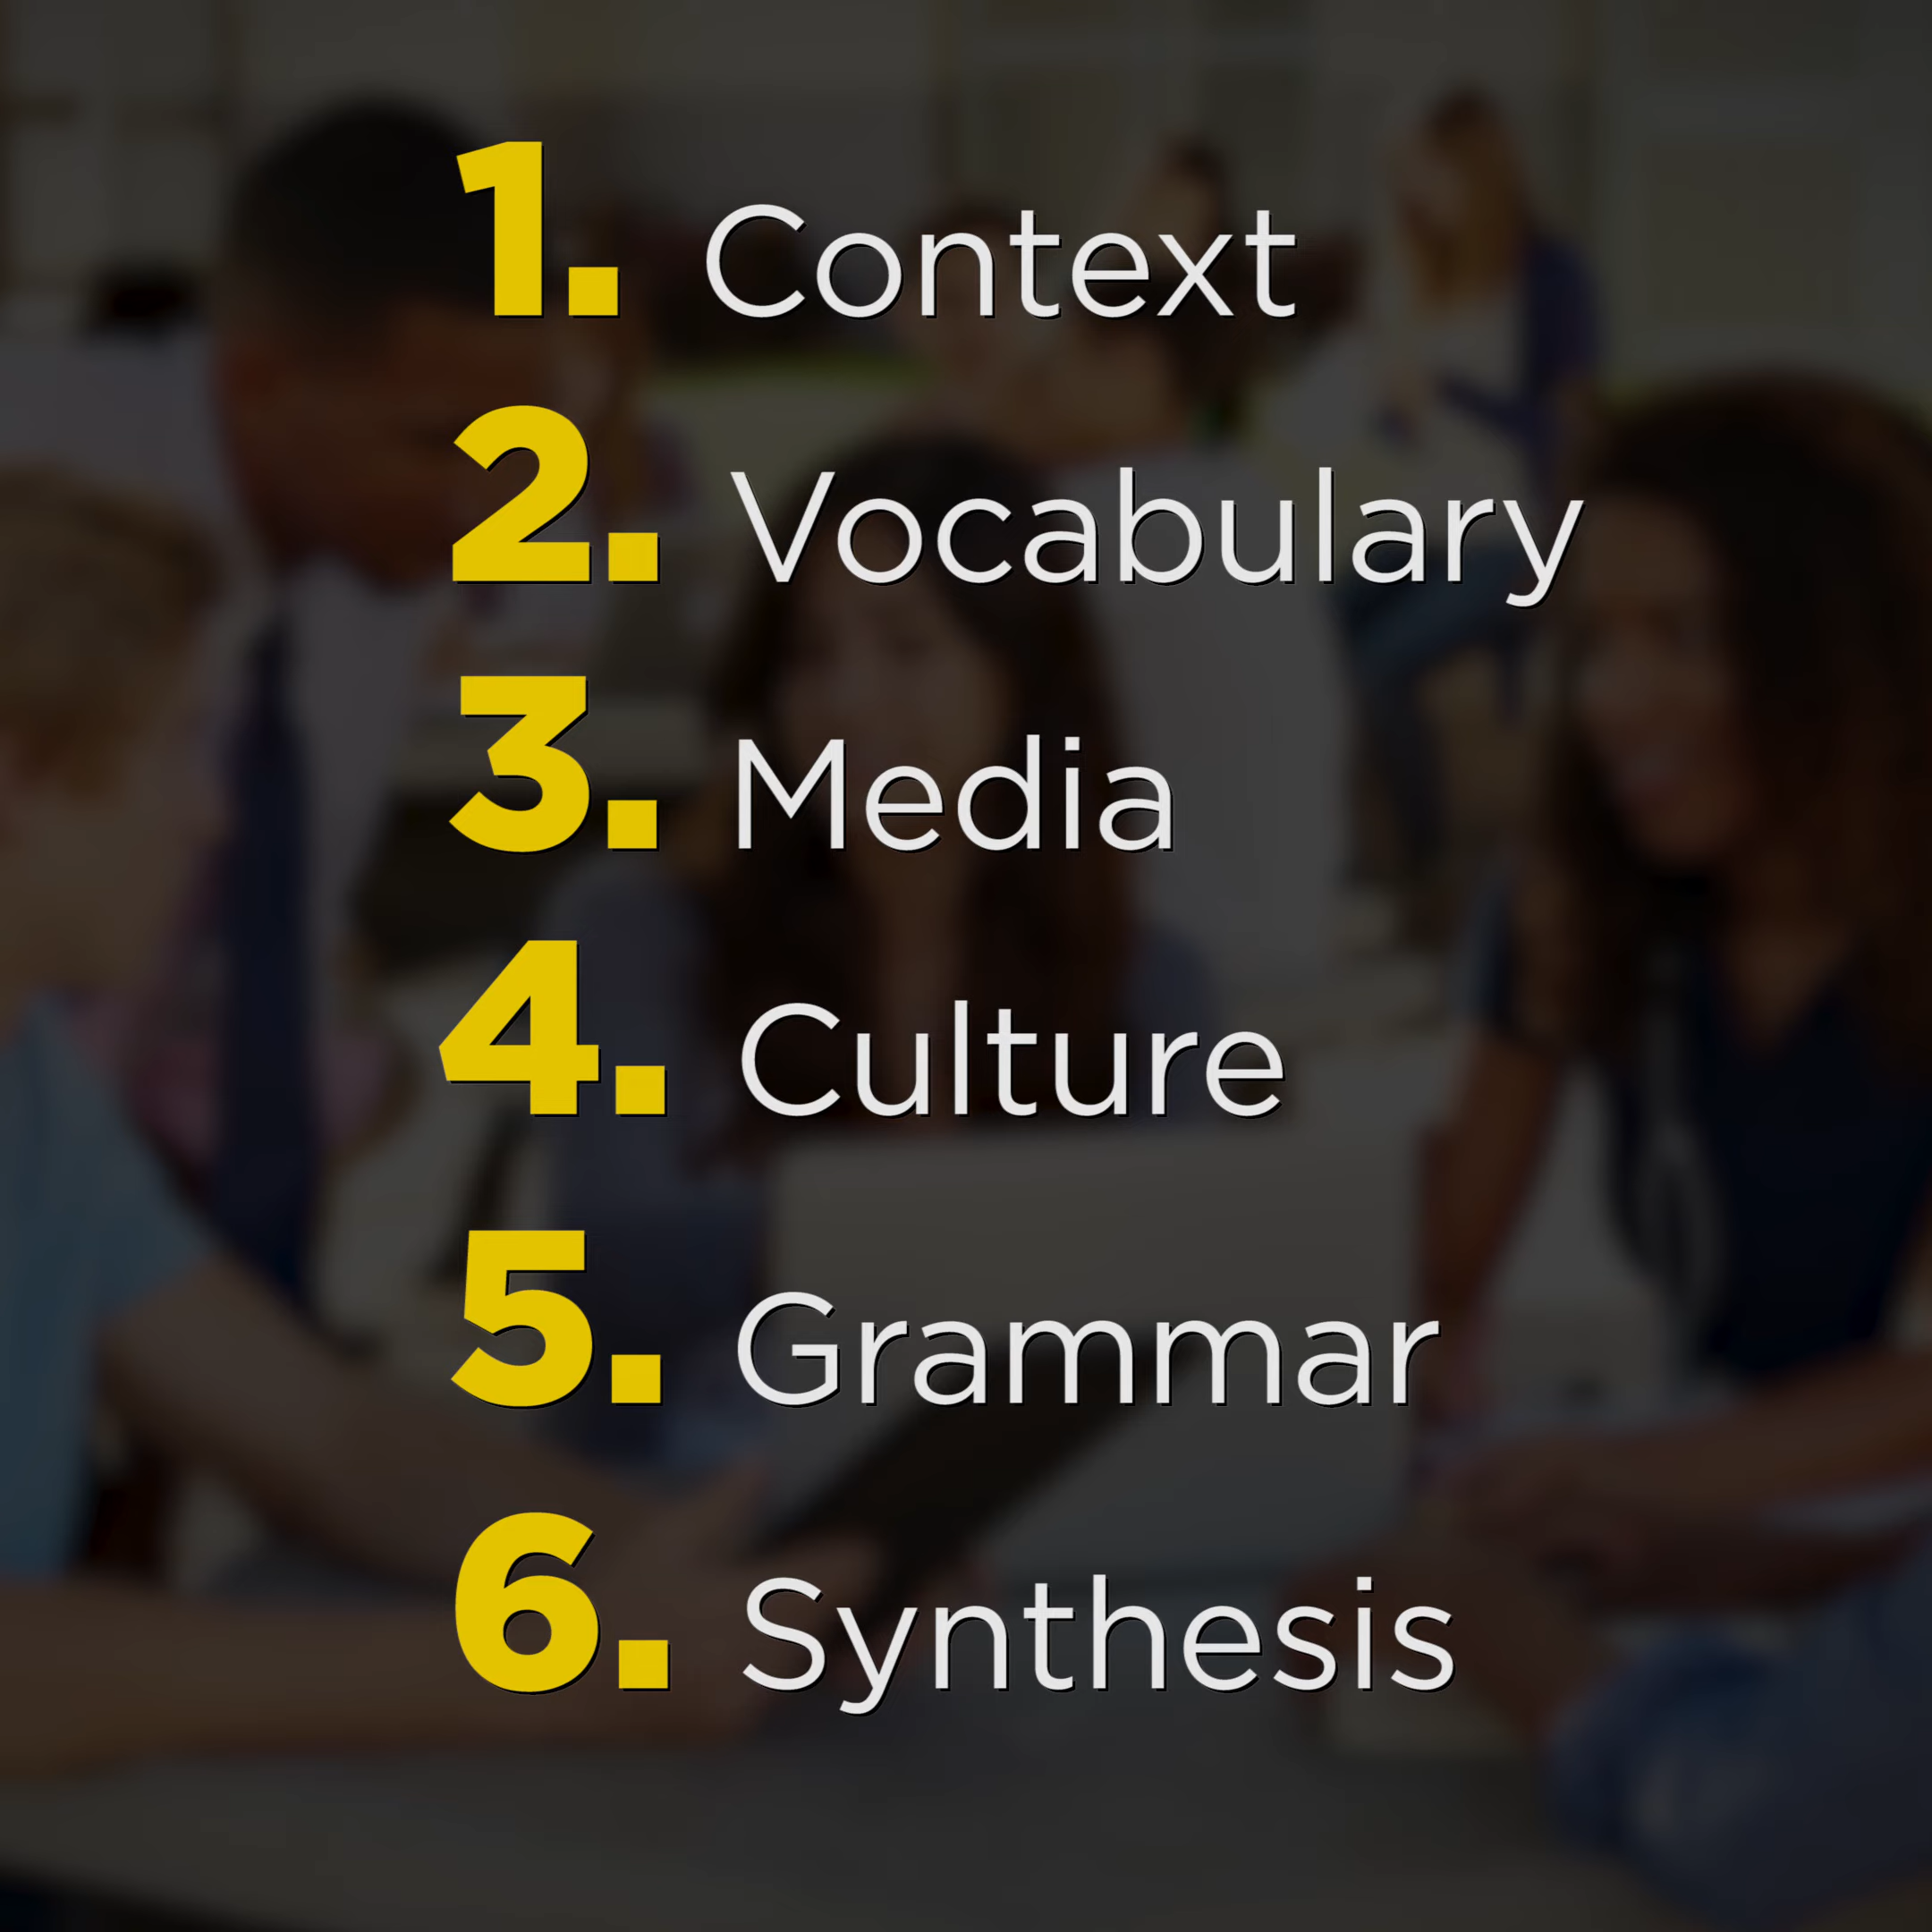 1. Context
2. Vocabulary
3. Media
4. Culture
5. Grammar
6. Synthesis